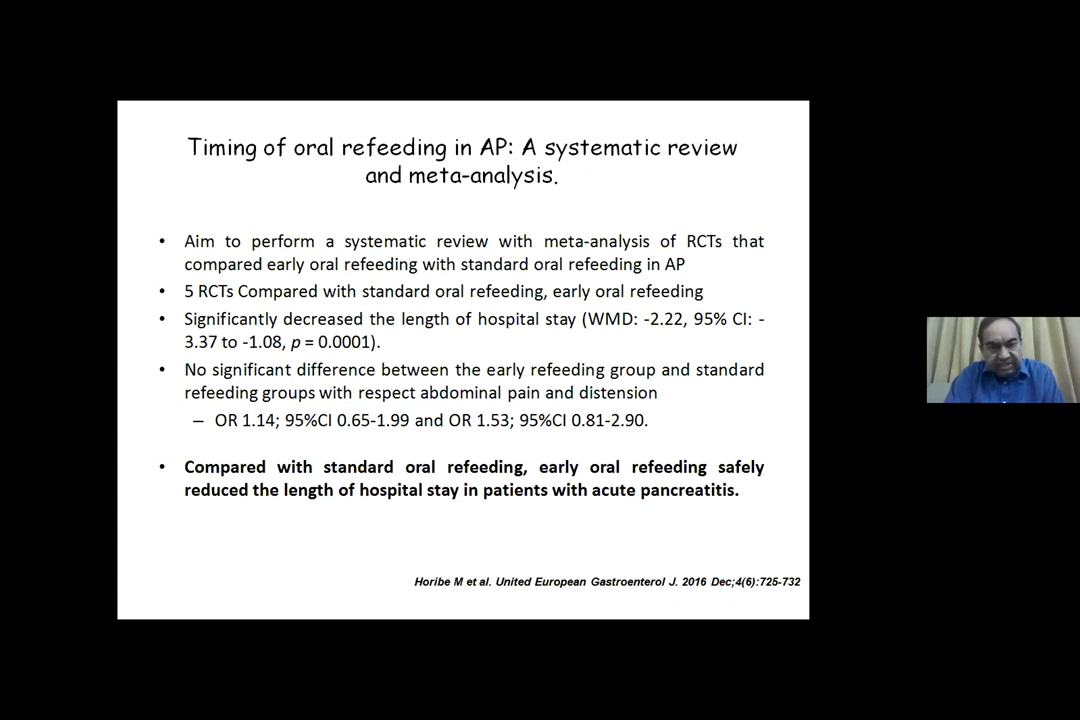 Timing of oral refeeding in AP: A systematic review
and meta-analysis.
• Aim to perform a systematic review with meta-analysis of RCTs that
compared early oral refeeding with standard oral refeeding in AP
• 5 RCTs Compared with standard oral refeeding, early oral refeeding
• Significantly decreased the length of hospital stay (WMD: -2.22, 95% CI: -
3.37 to -1.08, p = 0.0001).
• No significant difference between the early refeeding group and standard
refeeding groups with respect abdominal pain and distension
– OR 1.14; 95%CI 0.65-1.99 and OR 1.53; 95%CI 0.81-2.90.
• Compared with standard oral refeeding, early oral refeeding safely
reduced the length of hospital stay in patients with acute pancreatitis.
Horibe M et al. United European Gastroenterol J. 2016 Dec;4(6):725-732